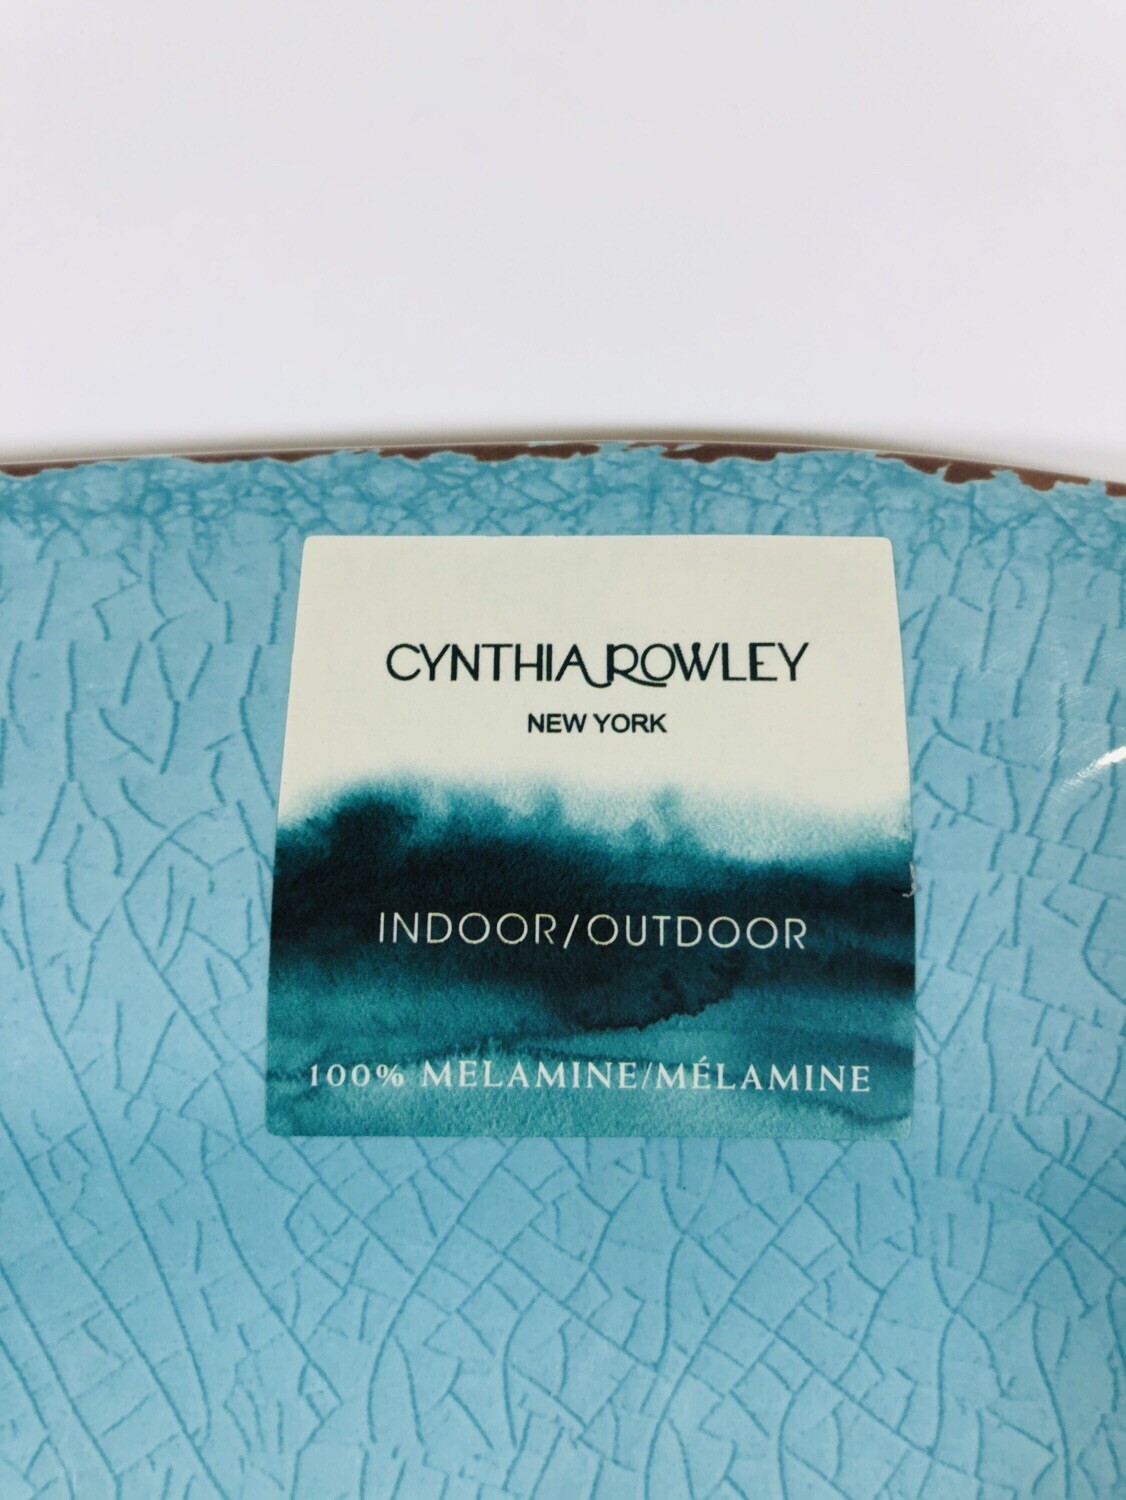 CYNTHIA ROWLEY
NEW YORK
INDOOR/OUTDOOR
100% MELAMINE/MÉLAMINE